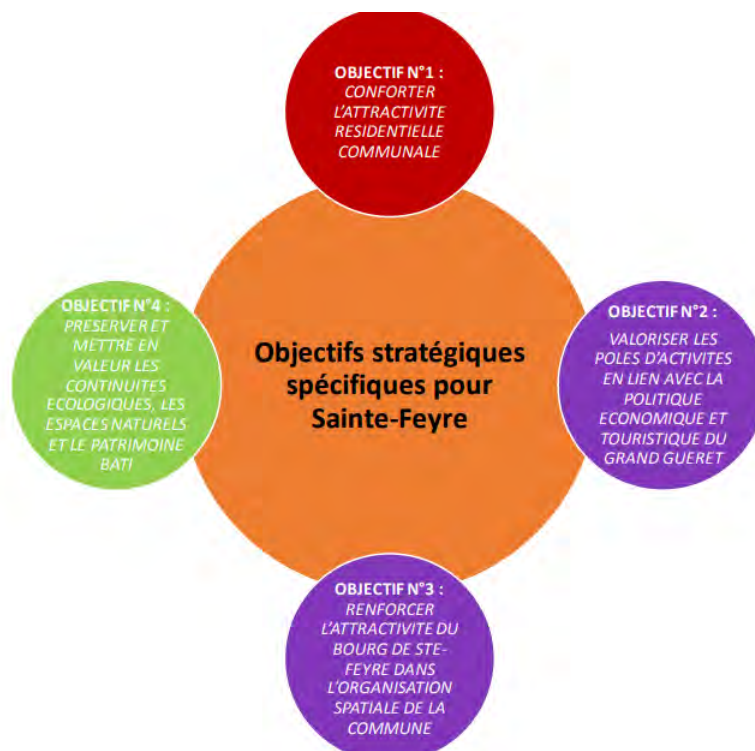 OBJECTIF N°1 :
CONFORTER
L'ATTRACTIVITE
RESIDENTIELLE
COMMUNALE
OBJECTIF N°4 :
PRESERVER ET
METTRE EN
VALEUR LES
CONTINUITES
ECOLOGIQUES, LES
ESPACES NATURELS
ET LE PATRIMOINE
BATI
Objectifs stratégiques
spécifiques pour
Sainte-Feyre
OBJECTIF N°2 :
VALORISER LES
POLES D'ACTIVITES
EN LIEN AVEC LA
POLITIQUE
ECONOMIQUE ET
TOURISTIQUE DU
GRAND GUERET
OBJECTIF N°3 :
RENFORCER
L'ATTRACTIVITE DU
BOURG DE STE-
FEYRE DANS
L'ORGANISATION
SPATIALE DE LA
COMMUNE